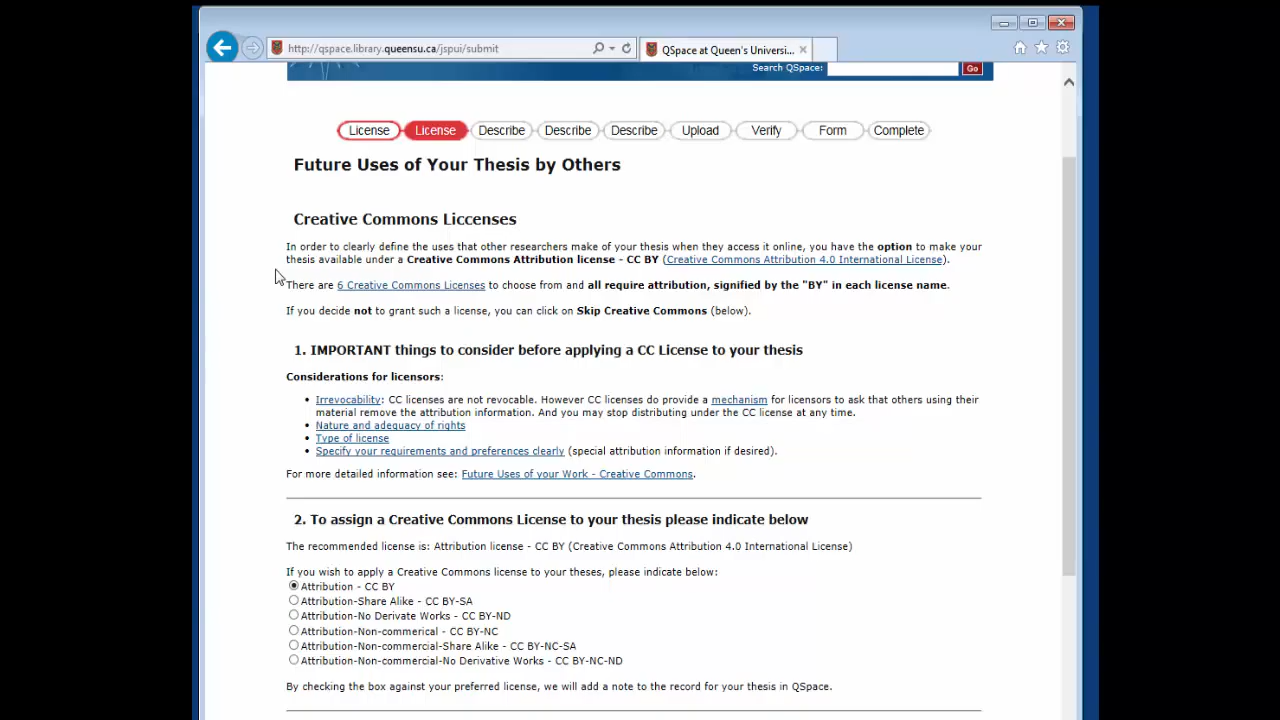 http://qspace.library.queensu.ca/jspui/submit
QSpace at Queen's Universi...
Search QSpace:
Go
License License Describe Describe Describe Upload Verify Form Complete
Future Uses of Your Thesis by Others
Creative Commons Liccenses
In order to clearly define the uses that other researchers make of your thesis when they access it online, you have the option to make your
thesis available under a Creative Commons Attribution license - CC BY (Creative Commons Attribution 4.0 International License).
There are 6 Creative Commons Licenses to choose from and all require attribution, signified by the "BY" in each license name.
If you decide not to grant such a license, you can click on Skip Creative Commons (below).
1. IMPORTANT things to consider before applying a CC License to your thesis
Considerations for licensors:
• Irrevocability: CC licenses are not revocable. However CC licenses do provide a mechanism for licensors to ask that others using their
material remove the attribution information. And you may stop distributing under the CC license at any time.
• Nature and adequacy of rights
• Type of license
• Specify your requirements and preferences clearly (special attribution information if desired).
For more detailed information see: Future Uses of your Work - Creative Commons.
2. To assign a Creative Commons License to your thesis please indicate below
The recommended license is: Attribution license - CC BY (Creative Commons Attribution 4.0 International License)
If you wish to apply a Creative Commons license to your theses, please indicate below:
Attribution - CC BY
Attribution-Share Alike - CC BY-SA
Attribution-No Derivate Works - CC BY-ND
Attribution-Non-commerical - CC BY-NC
Attribution-Non-commercial-Share Alike - CC BY-NC-SA
Attribution-Non-commercial-No Derivative Works - CC BY-NC-ND
By checking the box against your preferred license, we will add a note to the record for your thesis in QSpace.